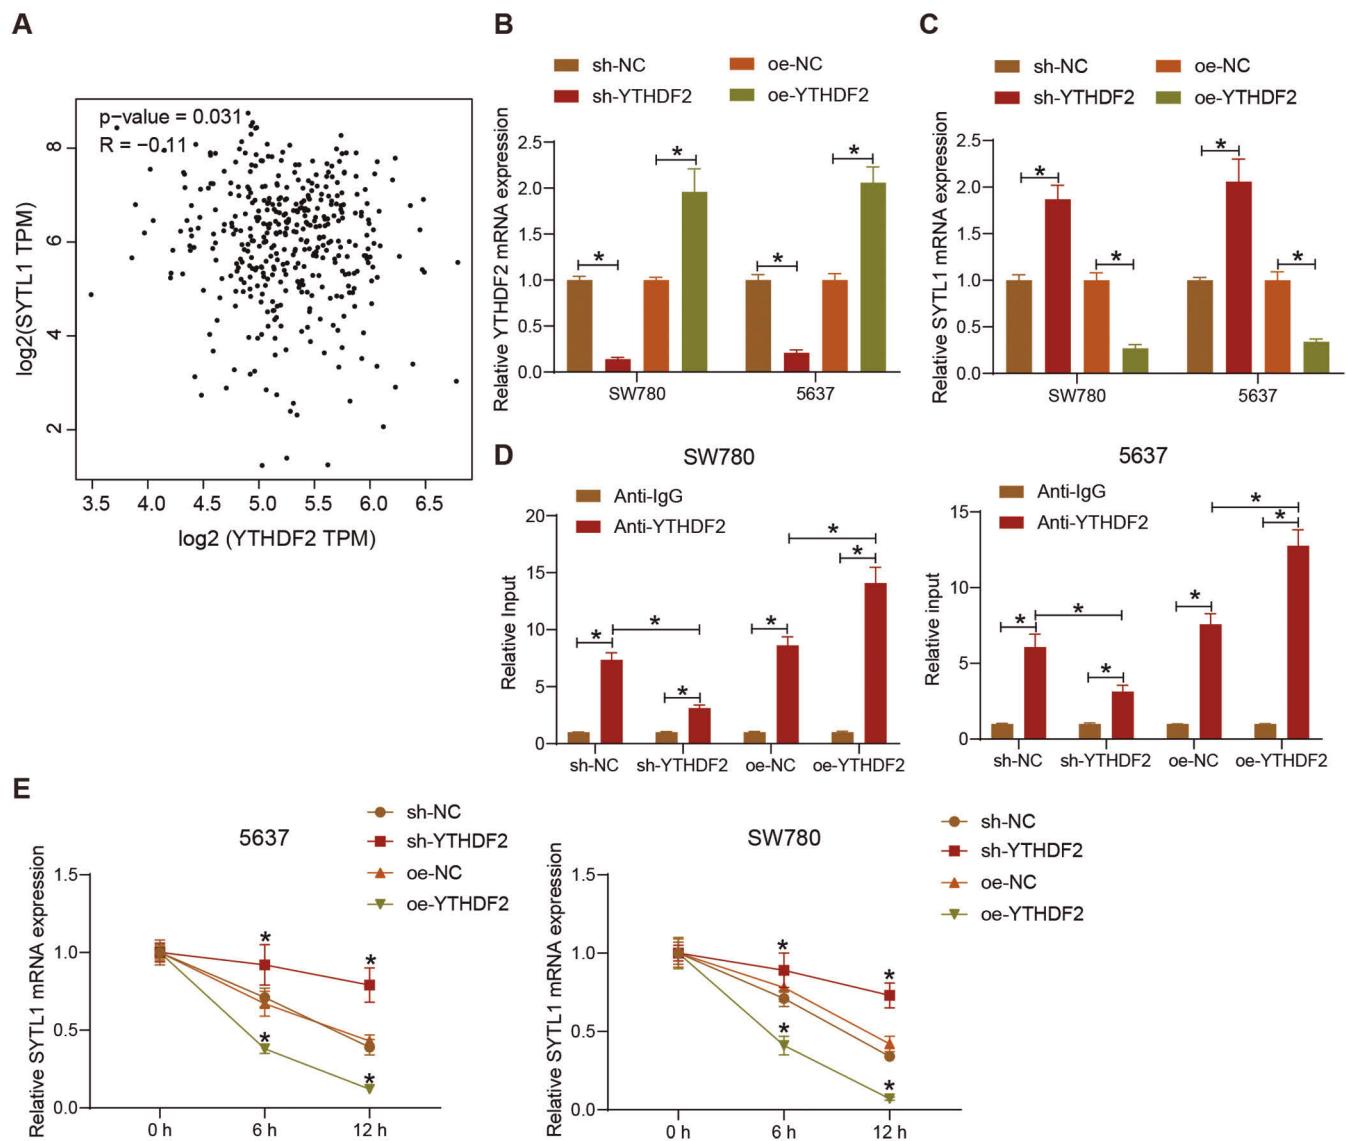 A
p−value = 0.031
R = −0.11
8
6
4
2
log2(SYTL1 TPM)
3.5 4.0 4.5 5.0 5.5 6.0 6.5
log2 (YTHDF2 TPM)
B
sh-NC oe-NC
sh-YTHDF2 oe-YTHDF2
Relative YTHDF2 mRNA expression
2.5
2.0
1.5
1.0
0.5
0.0
* * * *
SW780 5637
C
sh-NC oe-NC
sh-YTHDF2 oe-YTHDF2
Relative SYTL1 mRNA expression
2.5
2.0
1.5
1.0
0.5
0.0
* * * *
SW780 5637
D
SW780
Anti-IgG
Anti-YTHDF2
Relative Input
20
15
10
5
0
* * * * * *
sh-NC sh-YTHDF2 oe-NC oe-YTHDF2
5637
Anti-IgG
Anti-YTHDF2
Relative input
15
10
5
0
* * * * * *
sh-NC sh-YTHDF2 oe-NC oe-YTHDF2
E
5637
sh-NC
sh-YTHDF2
oe-NC
oe-YTHDF2
Relative SYTL1 mRNA expression
1.5
1.0
0.5
0.0
* * * *
0 h 6 h 12 h
SW780
sh-NC
sh-YTHDF2
oe-NC
oe-YTHDF2
Relative SYTL1 mRNA expression
1.5
1.0
0.5
0.0
* * * *
0 h 6 h 12 h